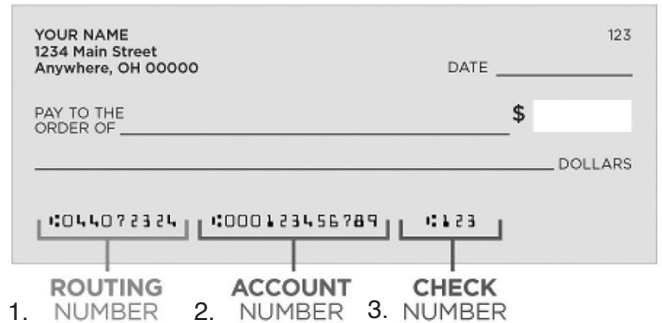 YOUR NAME 123
1234 Main Street
Anywhere, OH 00000
DATE
PAY TO THE
ORDER OF $
DOLLARS
⑆044072324 ⑆000123456789 ⑆123
ROUTING ACCOUNT CHECK
1. NUMBER 2. NUMBER 3. NUMBER